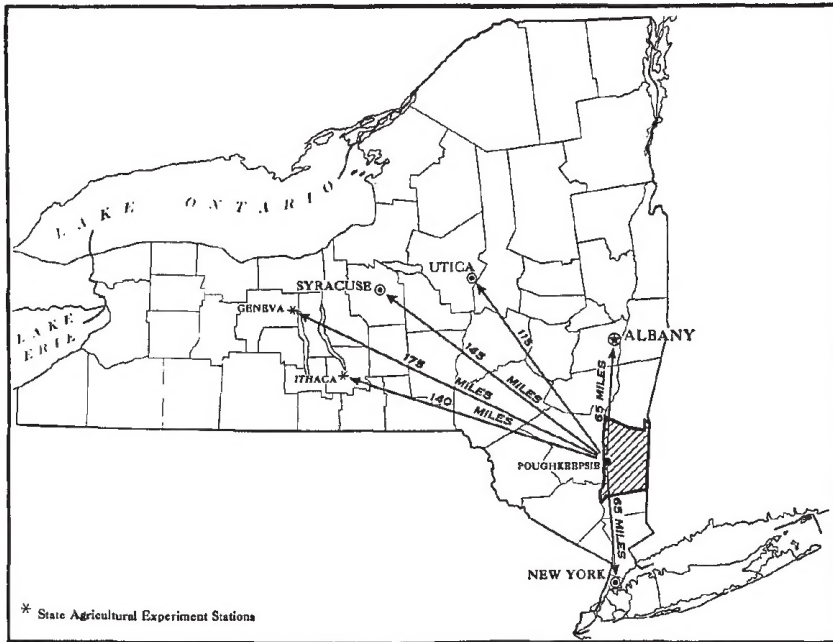 LAKE ONTARIO
UTICA
SYRACUSE
GENEVA
LAKE
ERIE
ALBANY
ITHACA
175
MILES
145
MILES
115
140
MILES
65 MILES
POUGHKEEPSIE
65 MILES
NEW YORK
* State Agricultural Experiment Stations